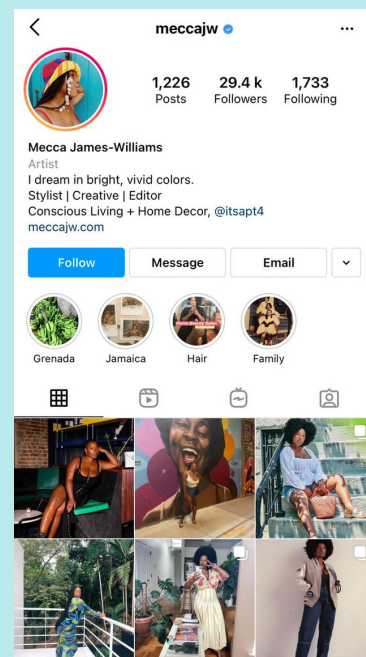 meccajw
1,226 29.4 k 1,733
Posts Followers Following
Mecca James-Williams
Artist
I dream in bright, vivid colors.
Stylist | Creative | Editor
Conscious Living + Home Decor, @itsapt4
meccajw.com
Follow Message Email
Grenada Jamaica Hair Family